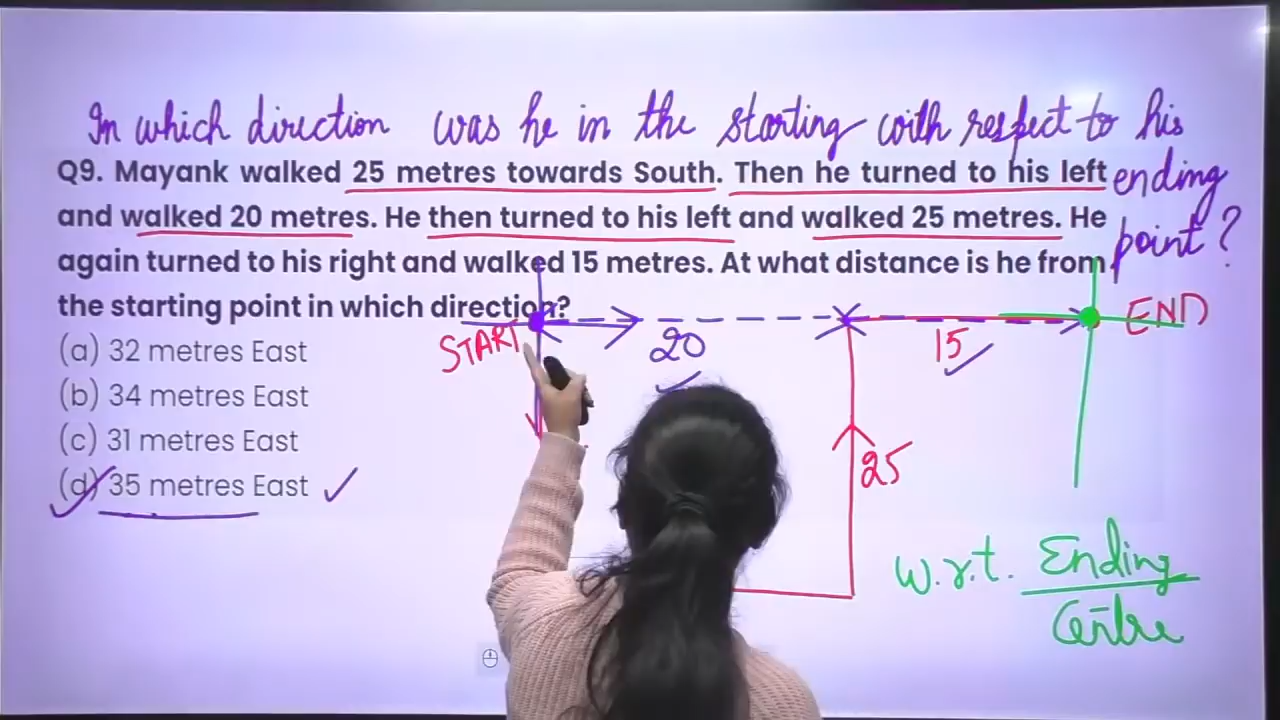 In which direction was he in the starting with respect to his
ending
point?
Q9. Mayank walked 25 metres towards South. Then he turned to his left
and walked 20 metres. He then turned to his left and walked 25 metres. He
again turned to his right and walked 15 metres. At what distance is he from
the starting point in which direction?
(a) 32 metres East
(b) 34 metres East
(c) 31 metres East
(d) 35 metres East
START
20
15
END
25
w.r.t. Ending
Centre